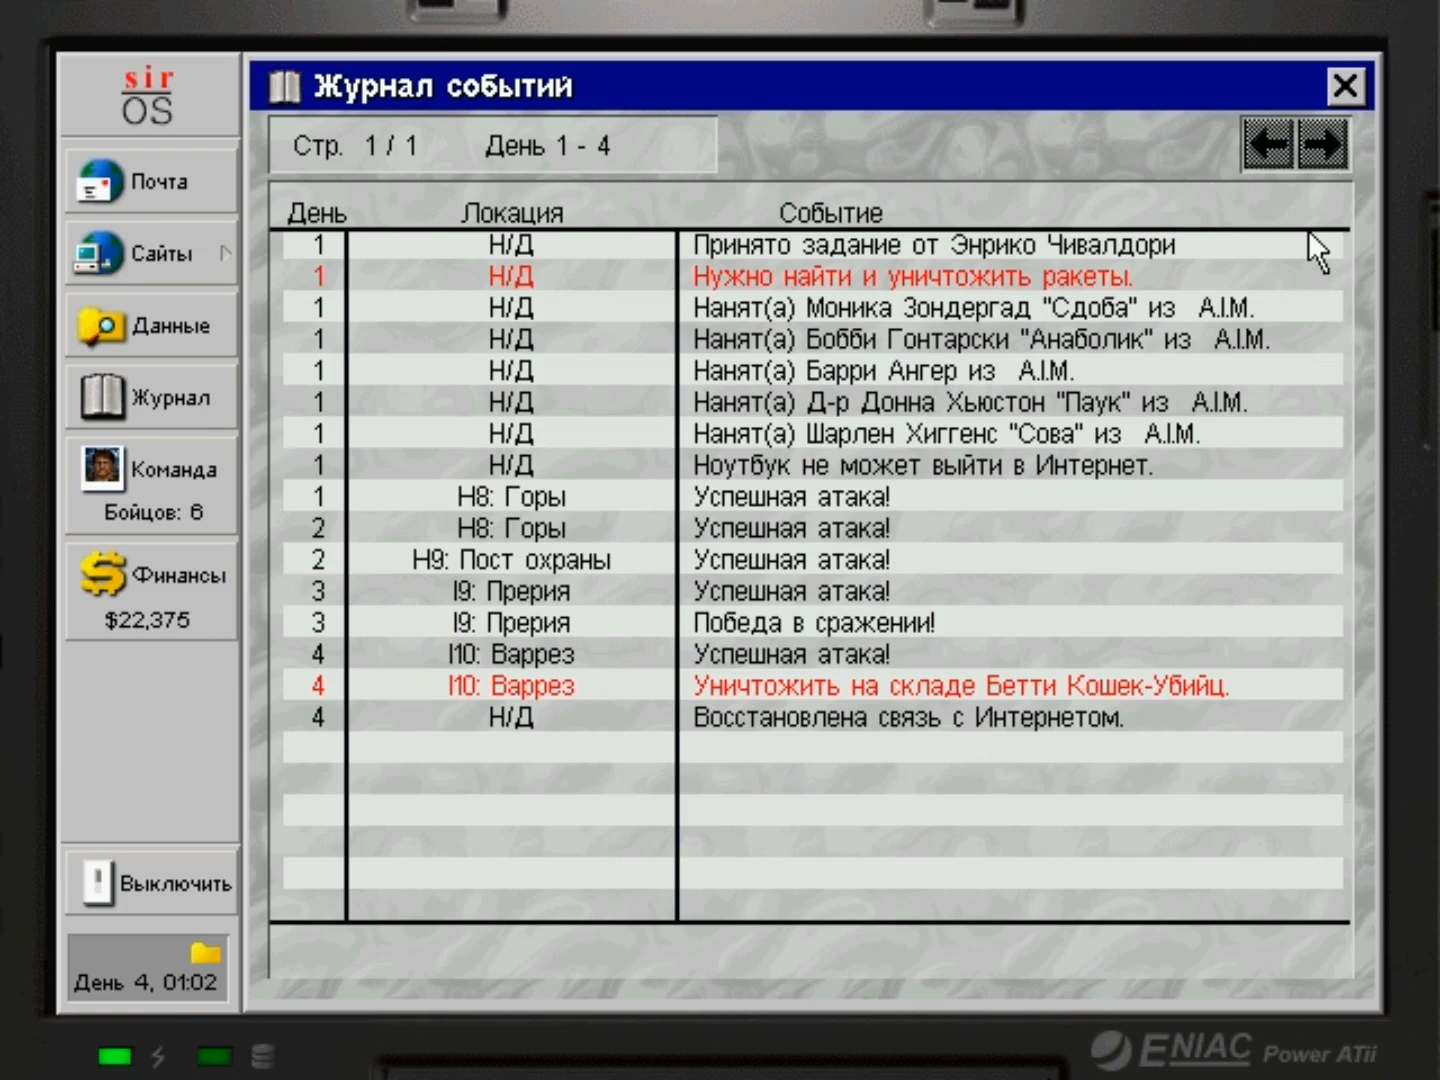 sir
OS
Почта
Сайты
Данные
Журнал
Команда
Бойцов: 6
Финансы
$22,375
Выключить
День 4, 01:02
Журнал событий
Стр. 1 / 1 День 1 - 4
День Локация Событие
1 Н/Д Принято задание от Энрико Чивалдори
1 Н/Д Нужно найти и уничтожить ракеты.
1 Н/Д Нанят(а) Моника Зондергад "Сдоба" из A.I.M.
1 Н/Д Нанят(а) Бобби Гонтарски "Анаболик" из A.I.M.
1 Н/Д Нанят(а) Барри Ангер из A.I.M.
1 Н/Д Нанят(а) Д-р Донна Хьюстон "Паук" из A.I.M.
1 Н/Д Нанят(а) Шарлен Хиггенс "Сова" из A.I.M.
1 Н/Д Ноутбук не может выйти в Интернет.
1 H8: Горы Успешная атака!
2 H8: Горы Успешная атака!
2 H9: Пост охраны Успешная атака!
3 I9: Прерия Успешная атака!
3 I9: Прерия Победа в сражении!
4 I10: Варрез Успешная атака!
4 I10: Варрез Уничтожить на складе Бетти Кошек-Убийц.
4 Н/Д Восстановлена связь с Интернетом.
ENIAC Power ATii